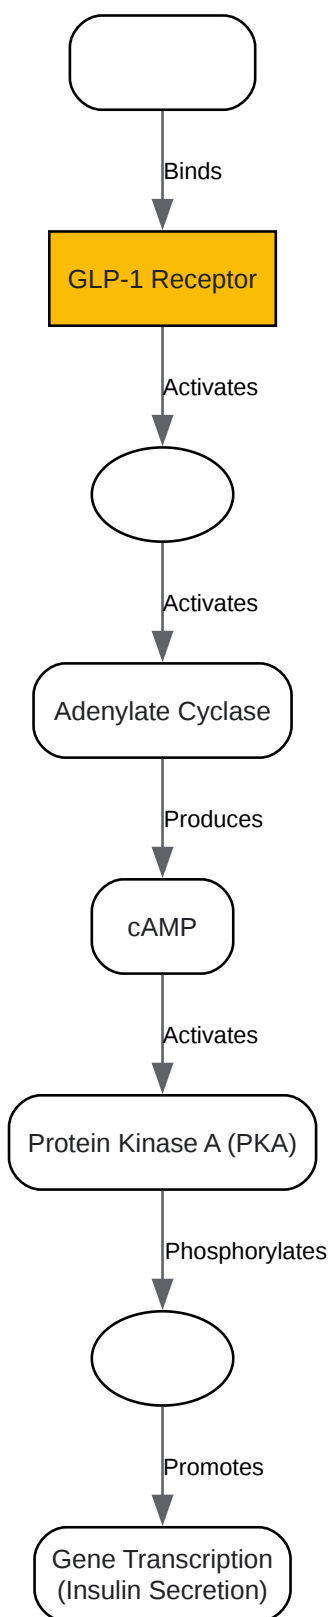 Binds
GLP-1 Receptor
Activates
Activates
Adenylate Cyclase
Produces
cAMP
Activates
Protein Kinase A (PKA)
Phosphorylates
Promotes
Gene Transcription
(Insulin Secretion)